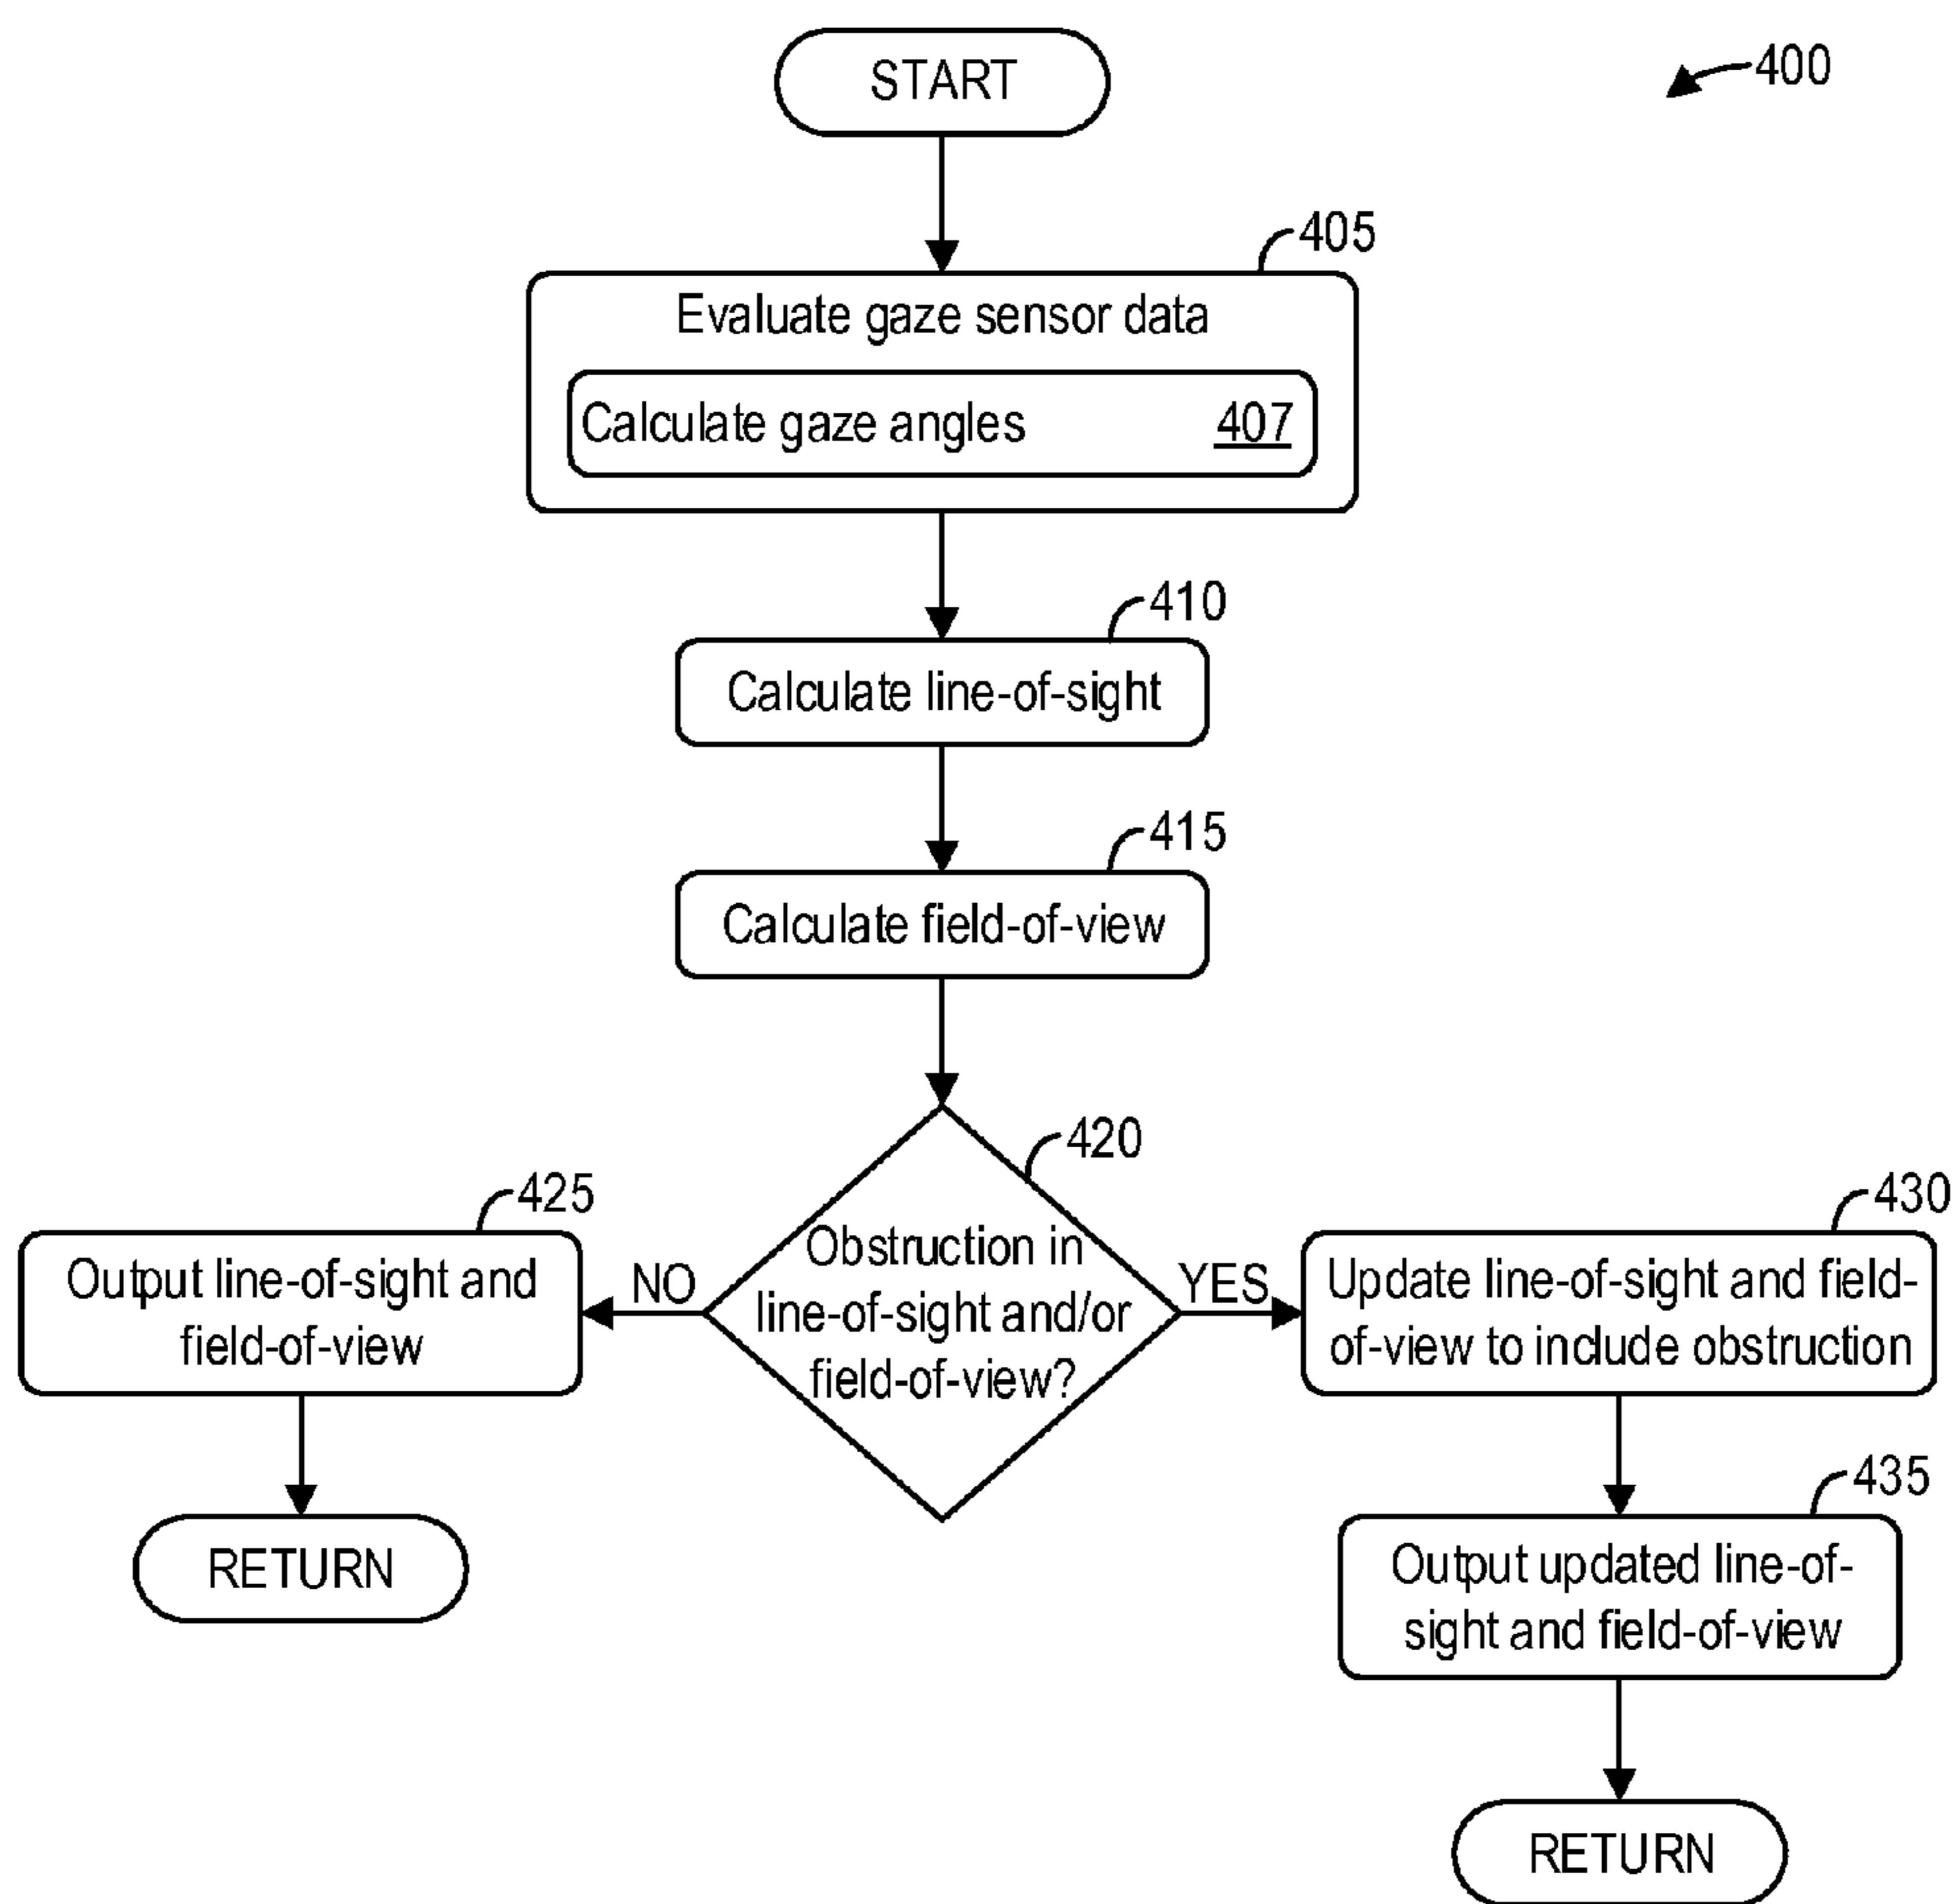 START
400
405
Evaluate gaze sensor data
Calculate gaze angles 407
410
Calculate line-of-sight
415
Calculate field-of-view
420
Obstruction in
line-of-sight and/or
field-of-view?
NO
YES
425
Output line-of-sight and
field-of-view
RETURN
430
Update line-of-sight and field-
of-view to include obstruction
435
Output updated line-of-
sight and field-of-view
RETURN